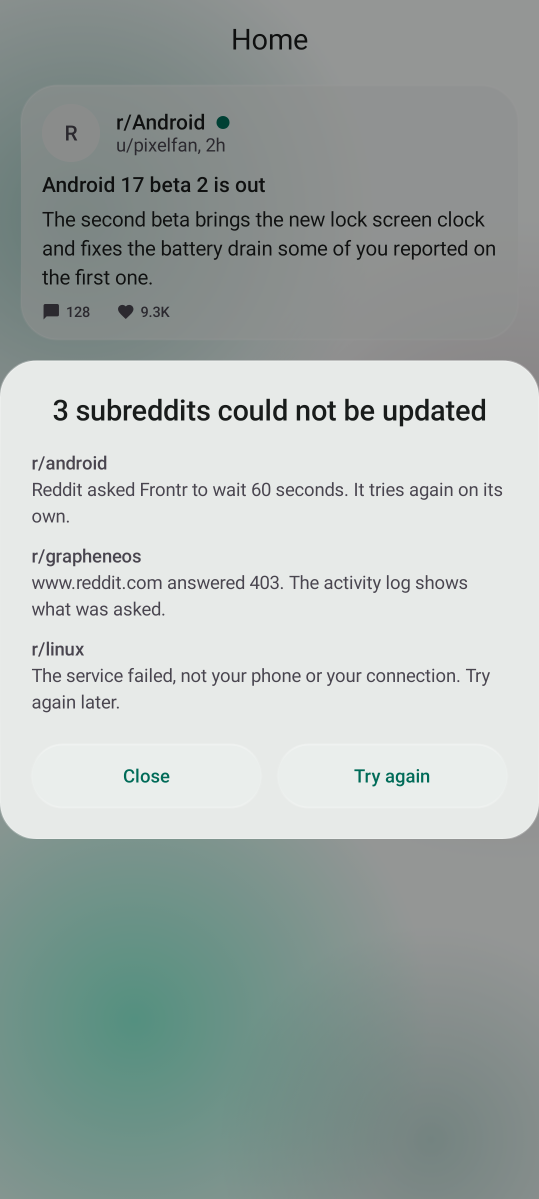 Home
R
r/Android
u/pixelfan, 2h
Android 17 beta 2 is out
The second beta brings the new lock screen clock
and fixes the battery drain some of you reported on
the first one.
128 9.3K
3 subreddits could not be updated
r/android
Reddit asked Frontr to wait 60 seconds. It tries again on its
own.
r/grapheneos
www.reddit.com answered 403. The activity log shows
what was asked.
r/linux
The service failed, not your phone or your connection. Try
again later.
Close Try again